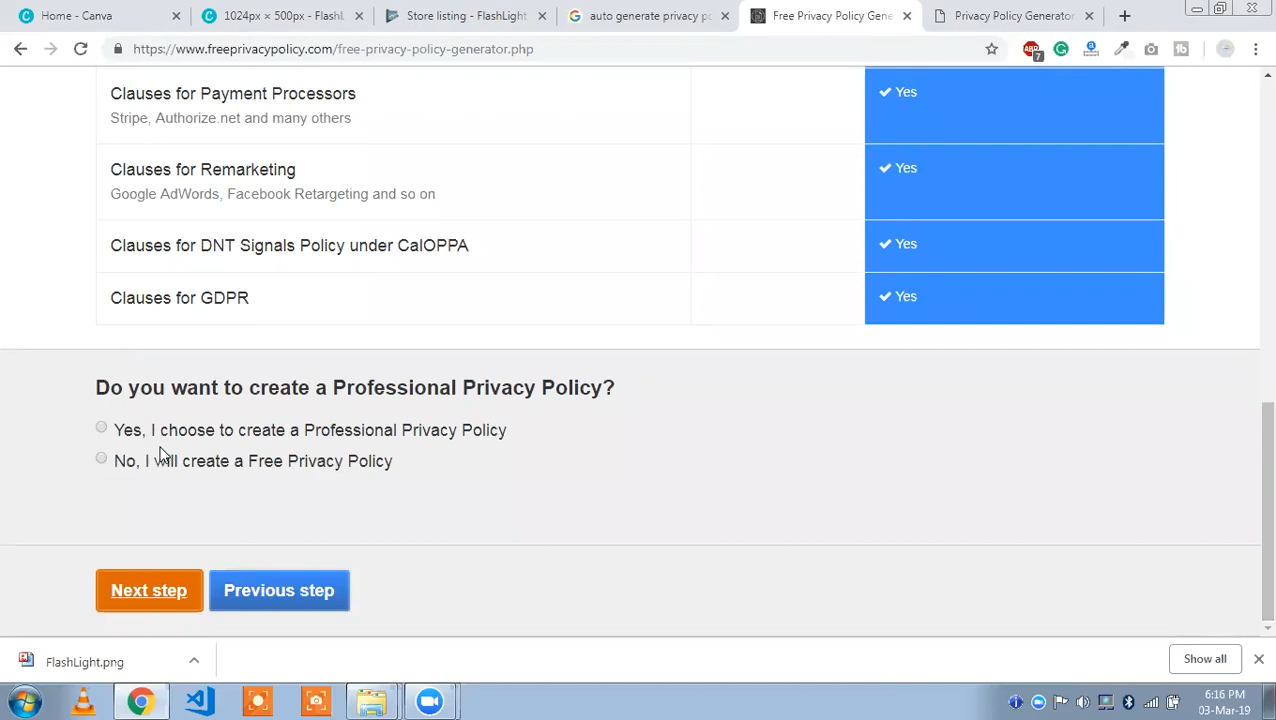 Home - Canva
1024px × 500px - FlashL
Store listing - FlashLight
auto generate privacy po
Free Privacy Policy Gene
Privacy Policy Generator
https://www.freeprivacypolicy.com/free-privacy-policy-generator.php
7
Clauses for Payment Processors
Yes
Stripe, Authorize.net and many others
Clauses for Remarketing
Yes
Google AdWords, Facebook Retargeting and so on
Clauses for DNT Signals Policy under CalOPPA
Yes
Clauses for GDPR
Yes
Do you want to create a Professional Privacy Policy?
Yes, I choose to create a Professional Privacy Policy
No, I will create a Free Privacy Policy
Next step
Previous step
FlashLight.png
Show all
6:16 PM
03-Mar-19